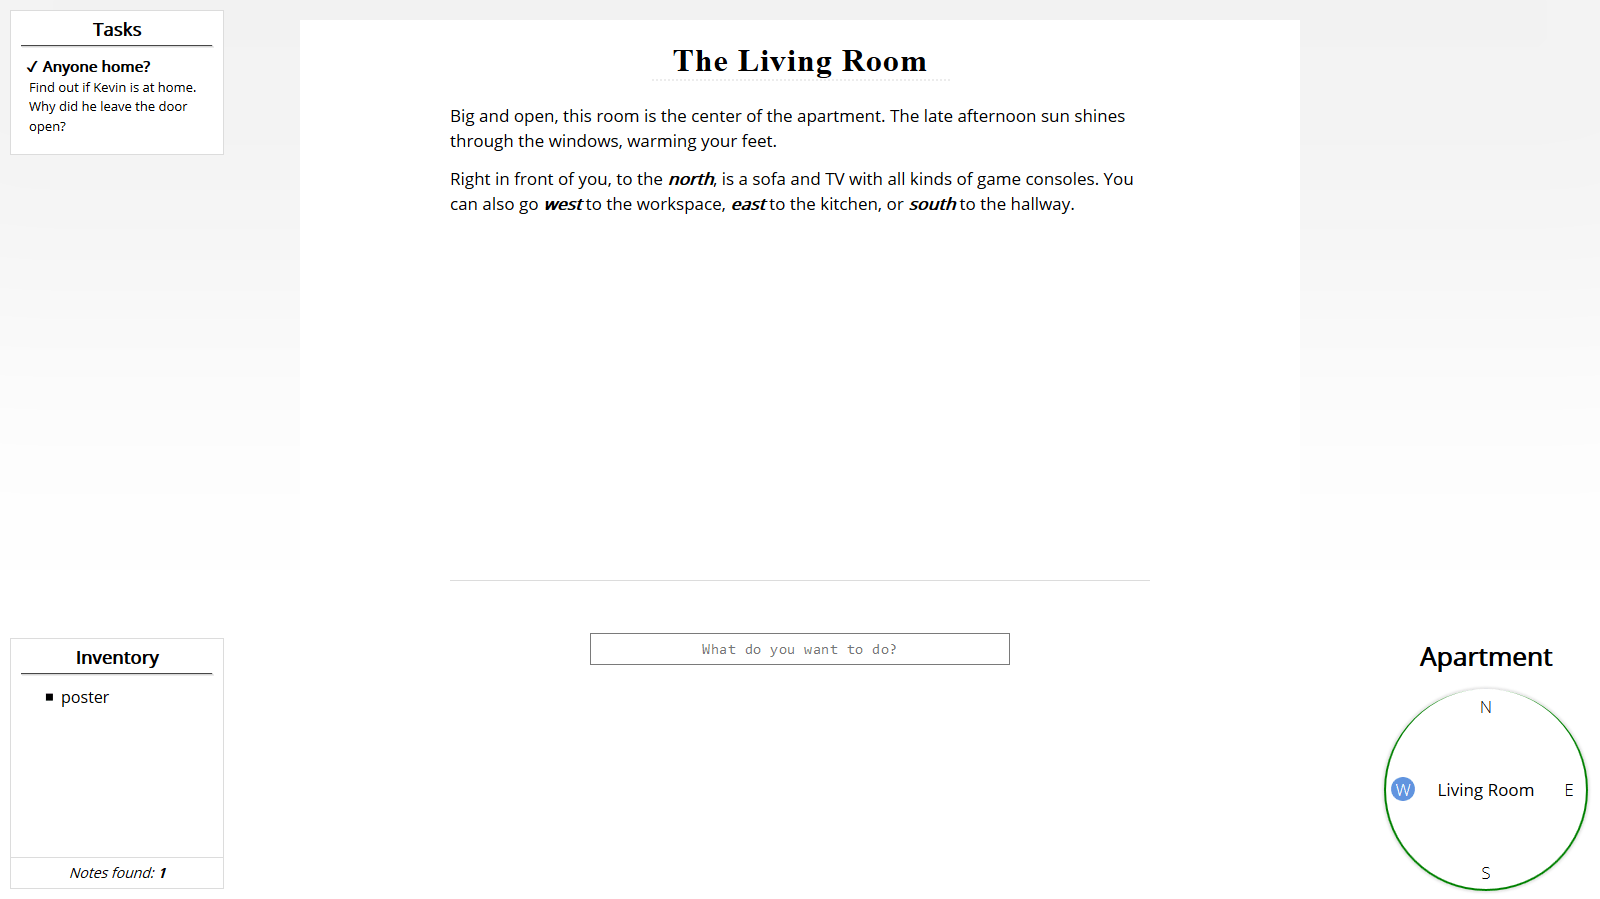 Tasks
✓ Anyone home?
Find out if Kevin is at home.
Why did he leave the door
open?
The Living Room
Big and open, this room is the center of the apartment. The late afternoon sun shines
through the windows, warming your feet.
Right in front of you, to the north, is a sofa and TV with all kinds of game consoles. You
can also go west to the workspace, east to the kitchen, or south to the hallway.
What do you want to do?
Inventory
■ poster
Notes found: 1
Apartment
N
W Living Room E
S